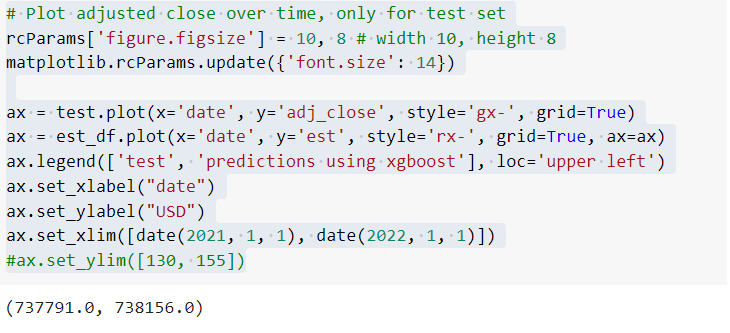 # Plot adjusted close over time, only for test set
rcParams['figure.figsize'] = 10, 8 # width 10, height 8
matplotlib.rcParams.update({'font.size': 14})
ax = test.plot(x='date', y='adj_close', style='gx-', grid=True)
ax = est_df.plot(x='date', y='est', style='rx-', grid=True, ax=ax)
ax.legend(['test', 'predictions using xgboost'], loc='upper left')
ax.set_xlabel("date")
ax.set_ylabel("USD")
ax.set_xlim([date(2021, 1, 1), date(2022, 1, 1)])
#ax.set_ylim([130, 155])
(737791.0, 738156.0)